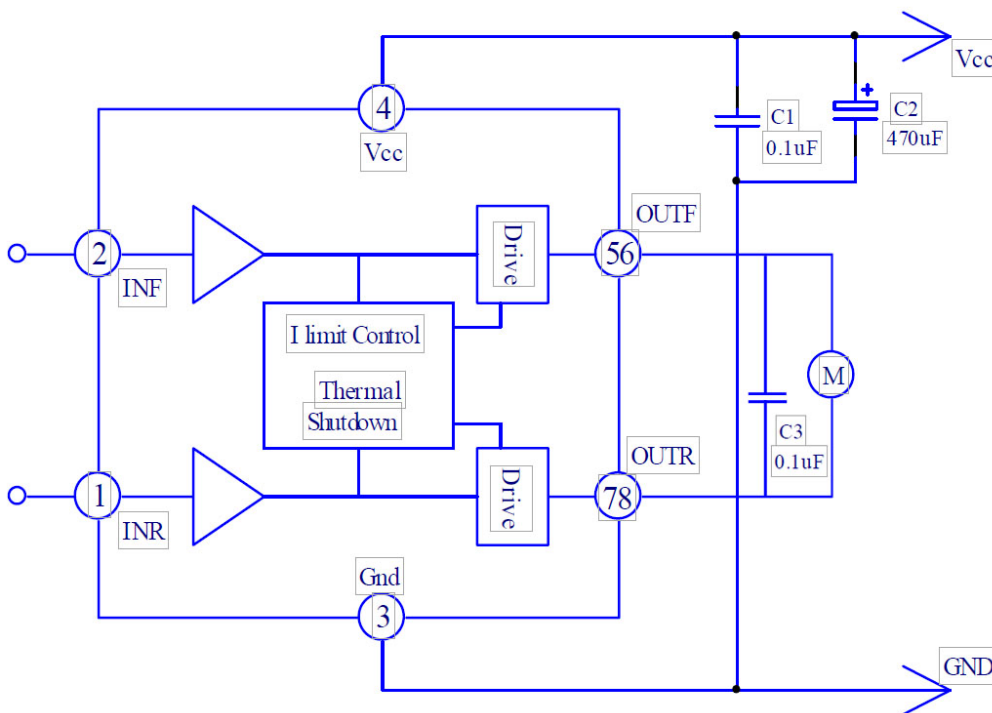 Vcc
4
Vcc
C1
0.1uF
+
C2
470uF
2
INF
Drive
OUTF
56
I limit Control
Thermal
Shutdown
M
C3
0.1uF
1
INR
Drive
OUTR
78
Gnd
3
GND